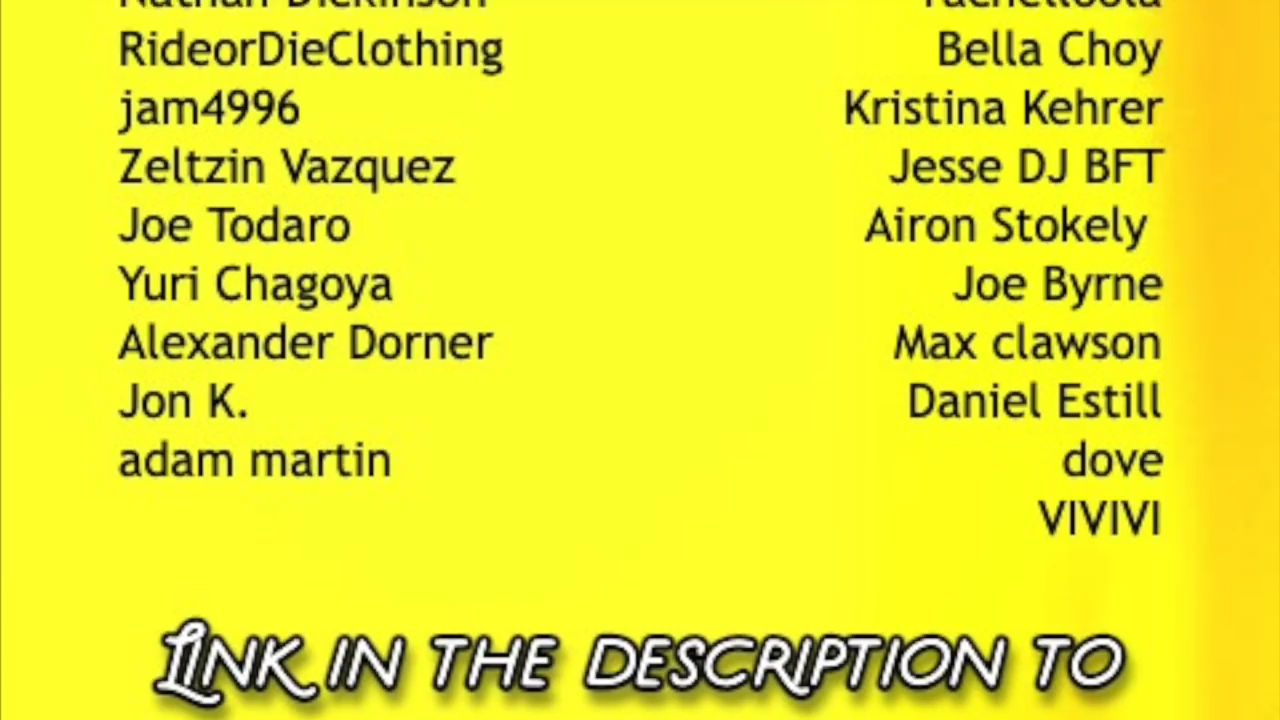 Nathan Dickinson
RideorDieClothing
jam4996
Zeltzin Vazquez
Joe Todaro
Yuri Chagoya
Alexander Dorner
Jon K.
adam martin
Bella Choy
Kristina Kehrer
Jesse DJ BFT
Airon Stokely
Joe Byrne
Max clawson
Daniel Estill
dove
VIVIVI
LINK IN THE DESCRIPTION TO